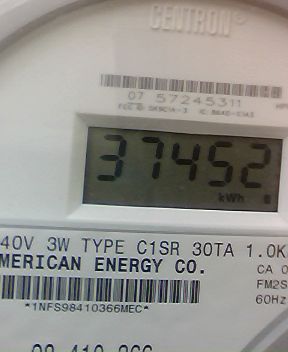 CENTRON®
07 57245311
37452
kWh
40V 3W TYPE C1SR 30TA 1.0K
MERICAN ENERGY CO.
CA 0
FM2S
60Hz
*1NFS98410366MEC*